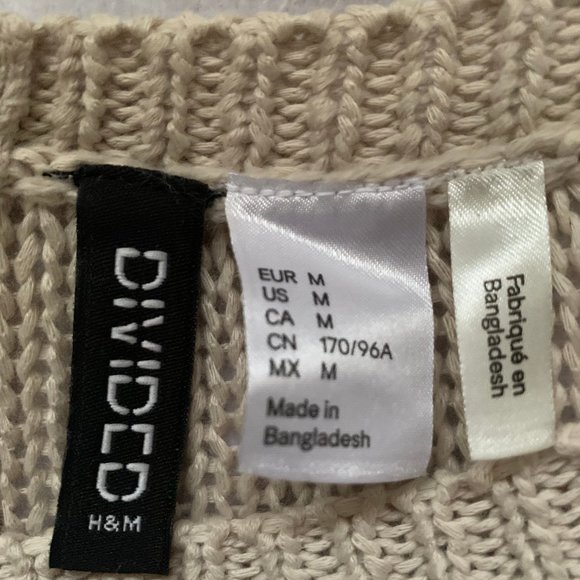 DIVIDED
H&M
EUR M
US M
CA M
CN 170/96A
MX M
Made in
Bangladesh
Fabriqué en
Bangladesh